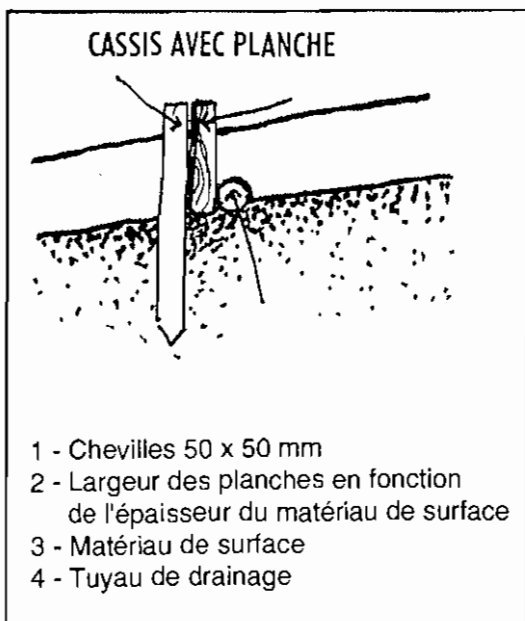 CASSIS AVEC PLANCHE
1 - Chevilles 50 x 50 mm
2 - Largeur des planches en fonction
de l'épaisseur du matériau de surface
3 - Matériau de surface
4 - Tuyau de drainage